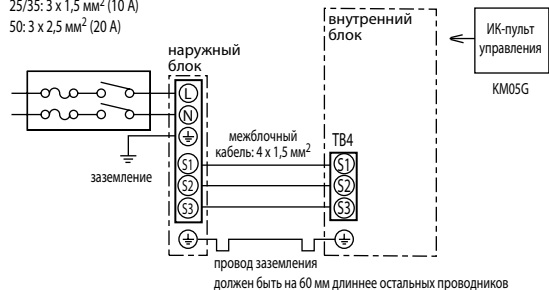 25/35: 3 x 1,5 мм² (10 А)
50: 3 x 2,5 мм² (20 А)
наружный
блок
внутренний
блок
ИК-пульт
управления
KM05G
L
N
межблочный
кабель: 4 x 1,5 мм²
TB4
заземление
S1
S1
S2
S2
S3
S3
провод заземления
должен быть на 60 мм длиннее остальных проводников